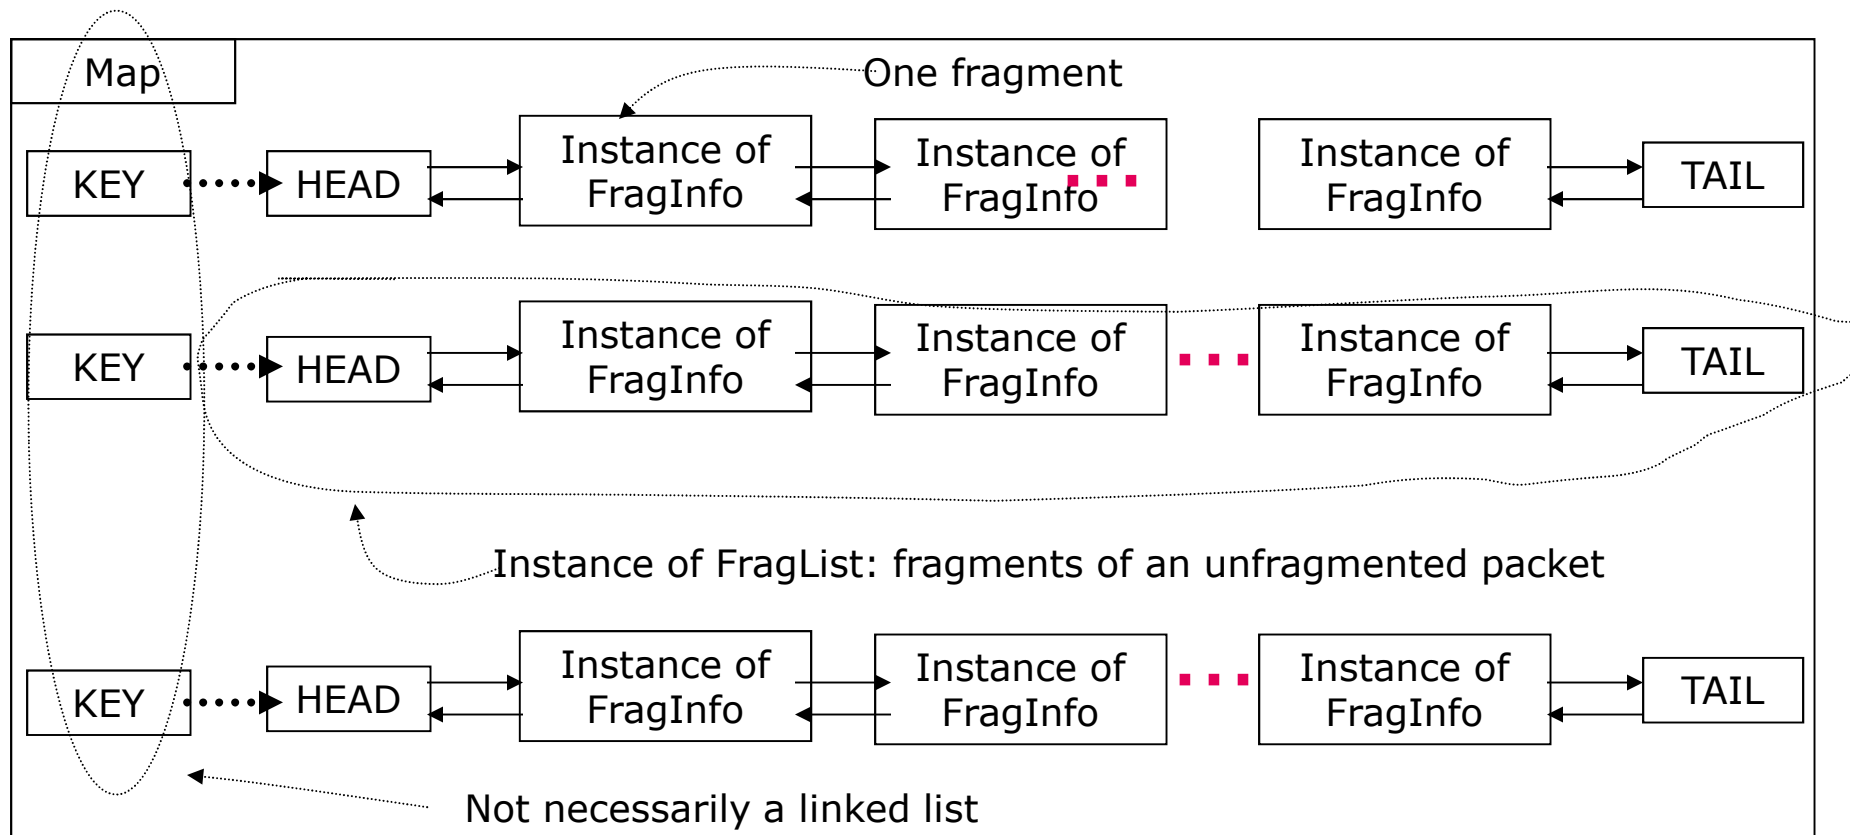 Map
One fragment
KEY
HEAD
Instance of
FragInfo
Instance of
FragInfo
Instance of
FragInfo
TAIL
KEY
HEAD
Instance of
FragInfo
Instance of
FragInfo
Instance of
FragInfo
TAIL
Instance of FragList: fragments of an unfragmented packet
KEY
HEAD
Instance of
FragInfo
Instance of
FragInfo
Instance of
FragInfo
TAIL
Not necessarily a linked list